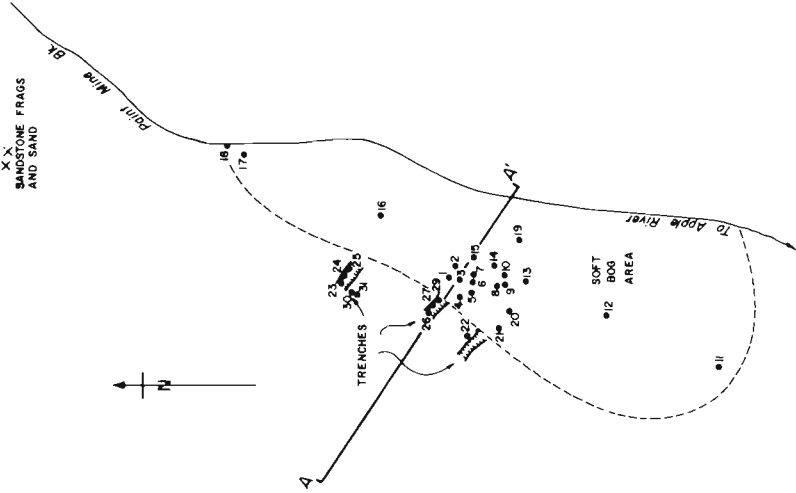 X X
SANDSTONE FRAGS
AND SAND
Paint Mine Bk.
18
17
16
25
24
23
30
31
TRENCHES
1
2
3
4
5
6
7
15
14
8
10
9
13
19
20
21
22
26
27
29
A
A'
SOFT
BOG
AREA
12
11
To Apple River
N